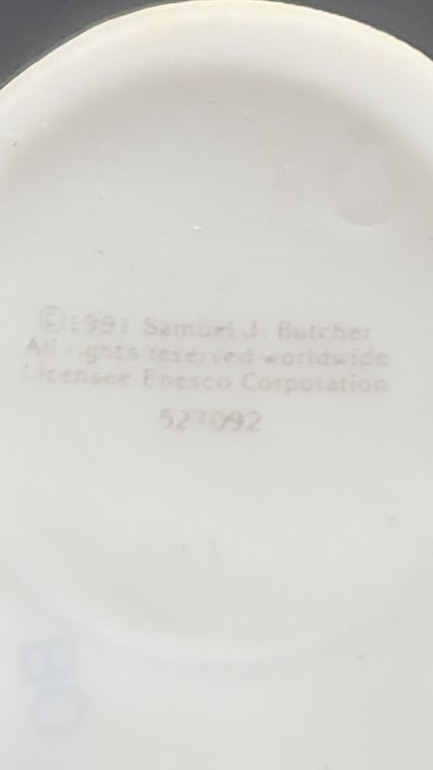 ©1991 Samuel J. Butcher
All rights reserved worldwide
Licensee Enesco Corporation
527092